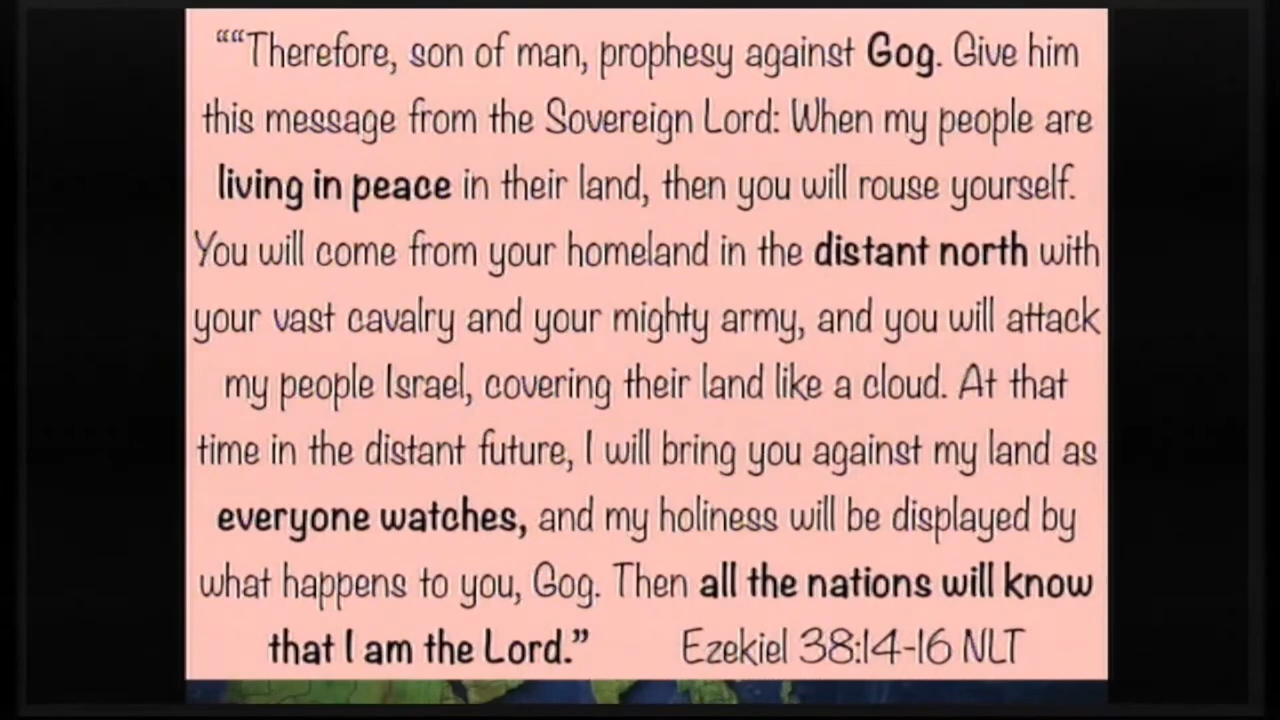 ““Therefore, son of man, prophesy against Gog. Give him
this message from the Sovereign Lord: When my people are
living in peace in their land, then you will rouse yourself.
You will come from your homeland in the distant north with
your vast cavalry and your mighty army, and you will attack
my people Israel, covering their land like a cloud. At that
time in the distant future, I will bring you against my land as
everyone watches, and my holiness will be displayed by
what happens to you, Gog. Then all the nations will know
that I am the Lord.” Ezekiel 38:14-16 NLT